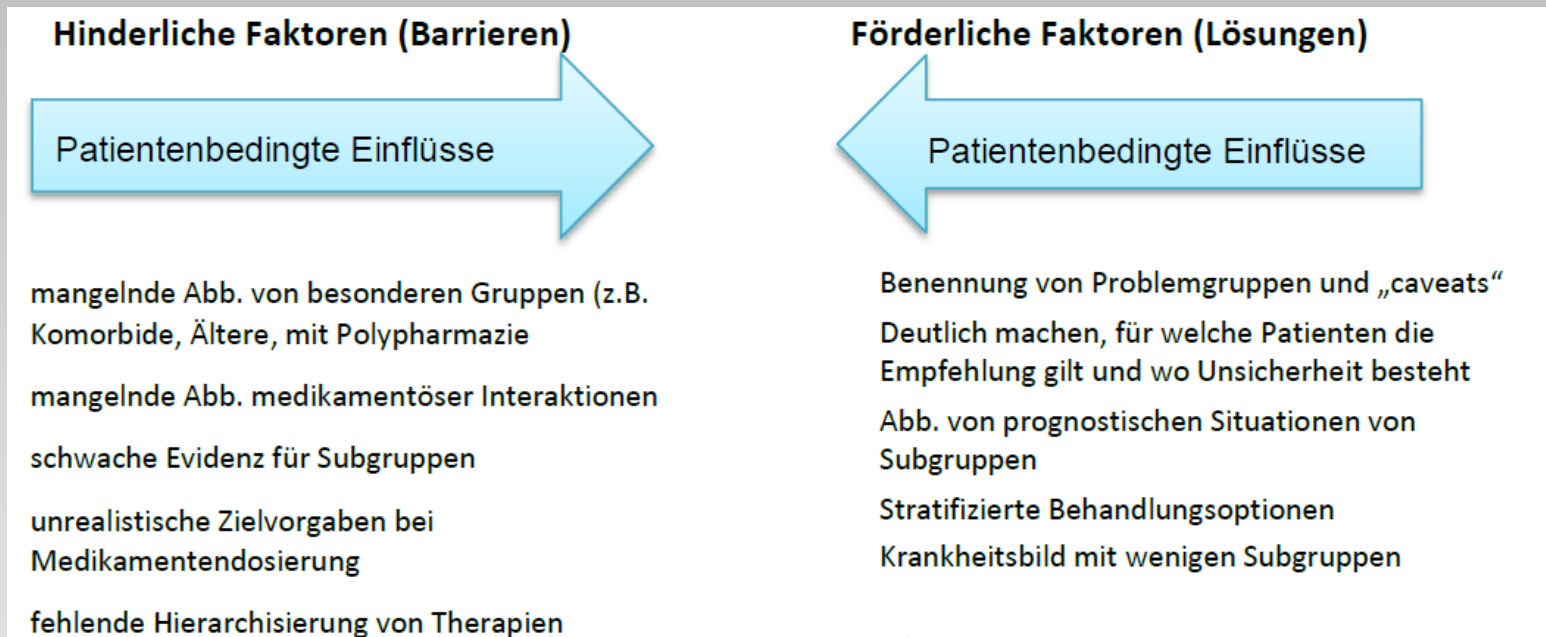 Hinderliche Faktoren (Barrieren)
Patientenbedingte Einflüsse
mangelnde Abb. von besonderen Gruppen (z.B.
Komorbide, Ältere, mit Polypharmazie
mangelnde Abb. medikamentöser Interaktionen
schwache Evidenz für Subgruppen
unrealistische Zielvorgaben bei
Medikamentendosierung
fehlende Hierarchisierung von Therapien
Förderliche Faktoren (Lösungen)
Patientenbedingte Einflüsse
Benennung von Problemgruppen und „caveats“
Deutlich machen, für welche Patienten die
Empfehlung gilt und wo Unsicherheit besteht
Abb. von prognostischen Situationen von
Subgruppen
Stratifizierte Behandlungsoptionen
Krankheitsbild mit wenigen Subgruppen